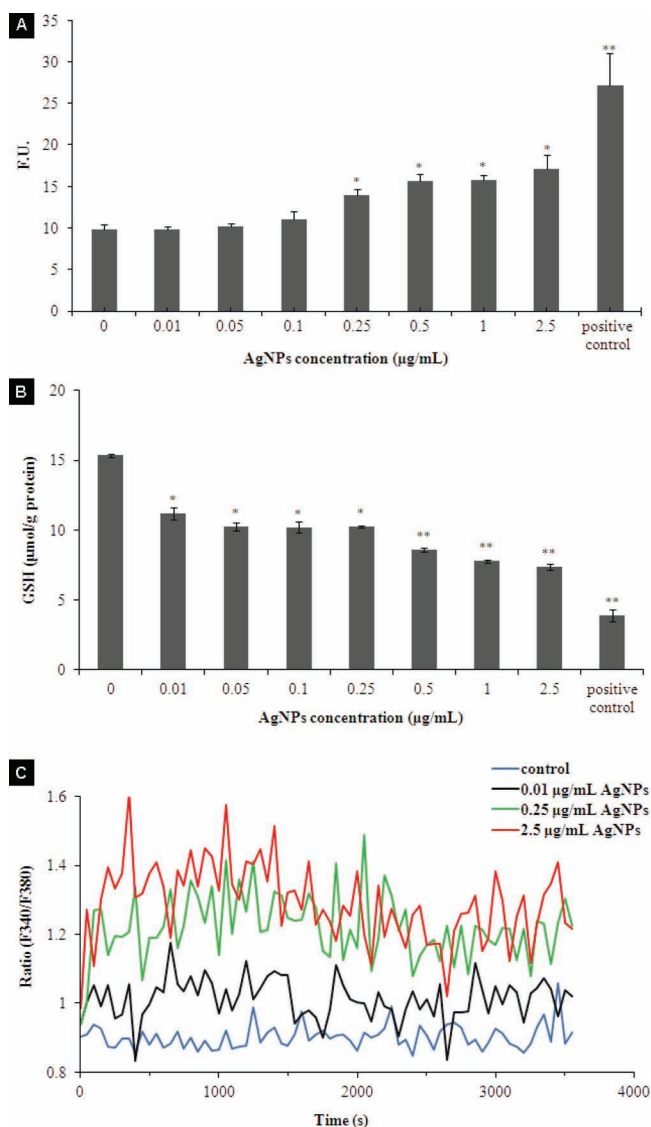 A
35
30
25
20
15
10
5
0
F.U.
**
*
*
*
*
0 0.01 0.05 0.1 0.25 0.5 1 2.5 positive control
AgNPs concentration (µg/mL)
B
20
15
10
5
0
GSH (µmol/g protein)
*
*
*
*
**
**
**
**
0 0.01 0.05 0.1 0.25 0.5 1 2.5 positive control
AgNPs concentration (µg/mL)
C
control
0.01 µg/mL AgNPs
0.25 µg/mL AgNPs
2.5 µg/mL AgNPs
1.6
1.4
1.2
1
0.8
Ratio (F340/F380)
0 1000 2000 3000 4000
Time (s)